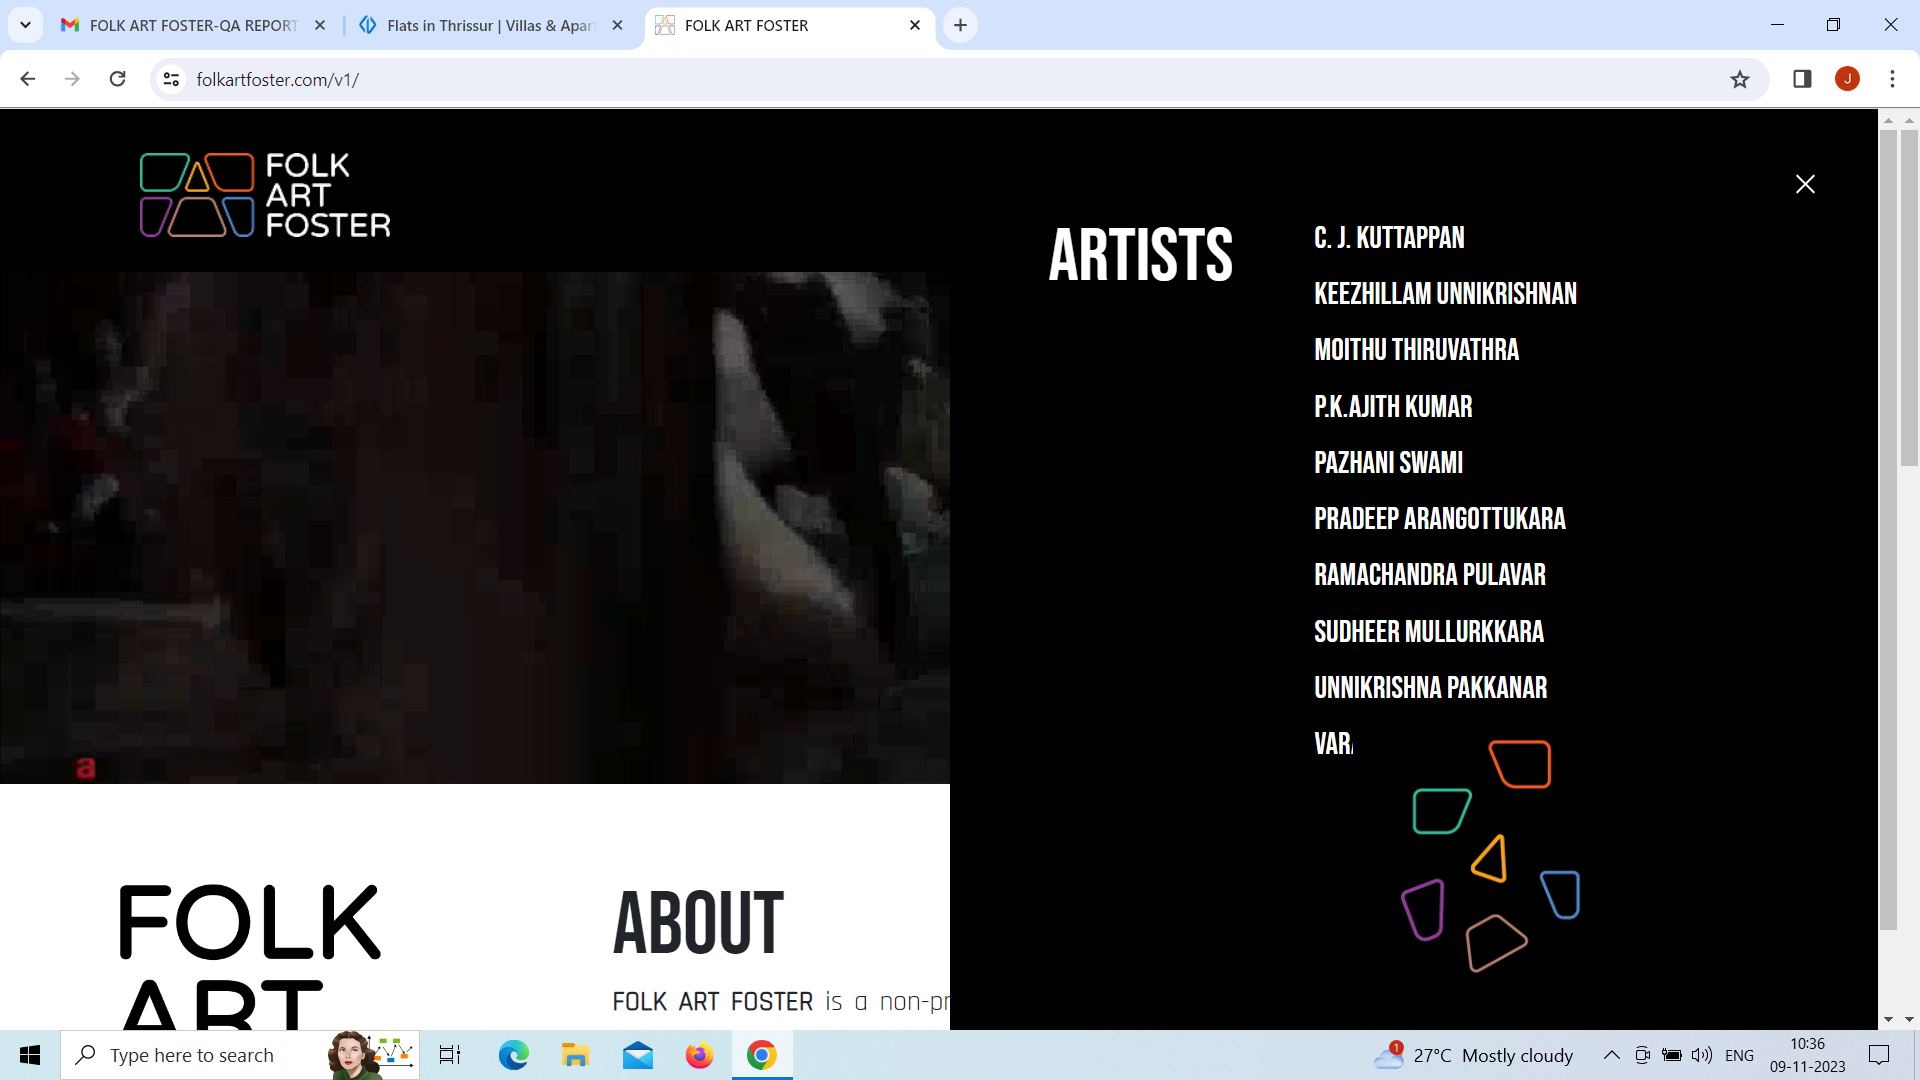 FOLK ART FOSTER-QA REPORT
Flats in Thrissur | Villas & Apar
FOLK ART FOSTER
folkartfoster.com/v1/
J
FOLK
ART
FOSTER
ARTISTS
C. J. KUTTAPPAN
KEEZHILLAM UNNIKRISHNAN
MOITHU THIRUVATHRA
P.K.AJITH KUMAR
PAZHANI SWAMI
PRADEEP ARANGOTTUKARA
RAMACHANDRA PULAVAR
SUDHEER MULLURKKARA
UNNIKRISHNA PAKKANAR
VAR
a
FOLK
ART
ABOUT
FOLK ART FOSTER is a non-pr
Type here to search
1
27°C Mostly cloudy
ENG
10:36
09-11-2023